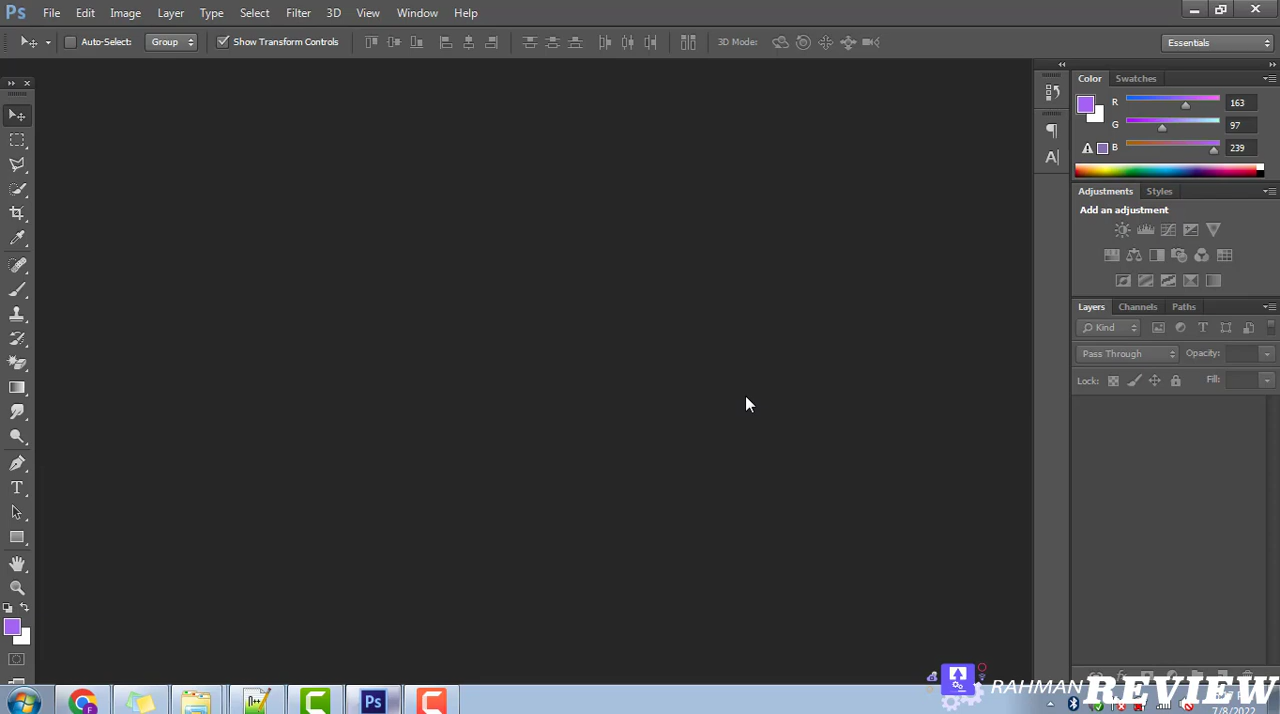 Ps File Edit Image Layer Type Select Filter 3D View Window Help
Auto-Select: Group Show Transform Controls 3D Mode: Essentials
Color Swatches
R 163
G 97
B 239
Adjustments Styles
Add an adjustment
Layers Channels Paths
Kind
Pass Through Opacity:
Lock: Fill:
RAHMAN REVIEW
Ps
7/8/2022